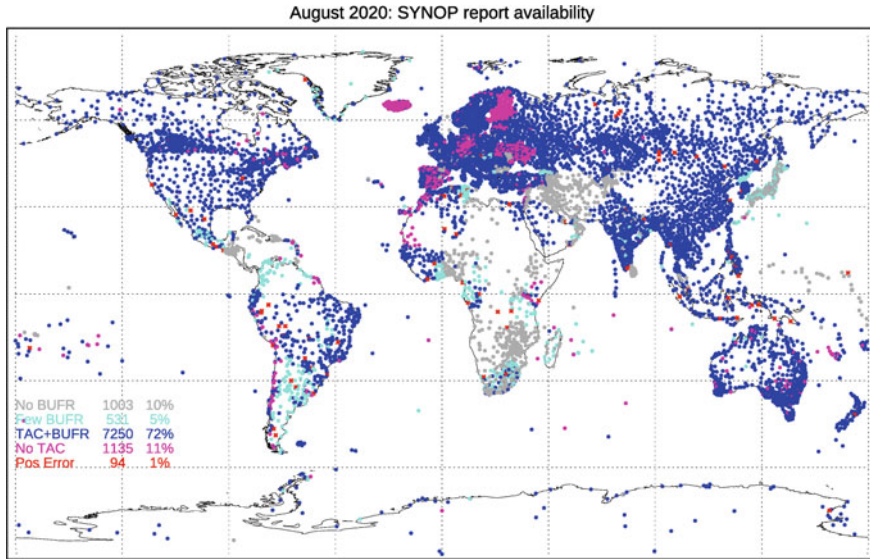 August 2020: SYNOP report availability
No BUFR 1003 10%
Few BUFR 531 5%
TAC+BUFR 7250 72%
No TAC 1135 11%
Pos Error 94 1%